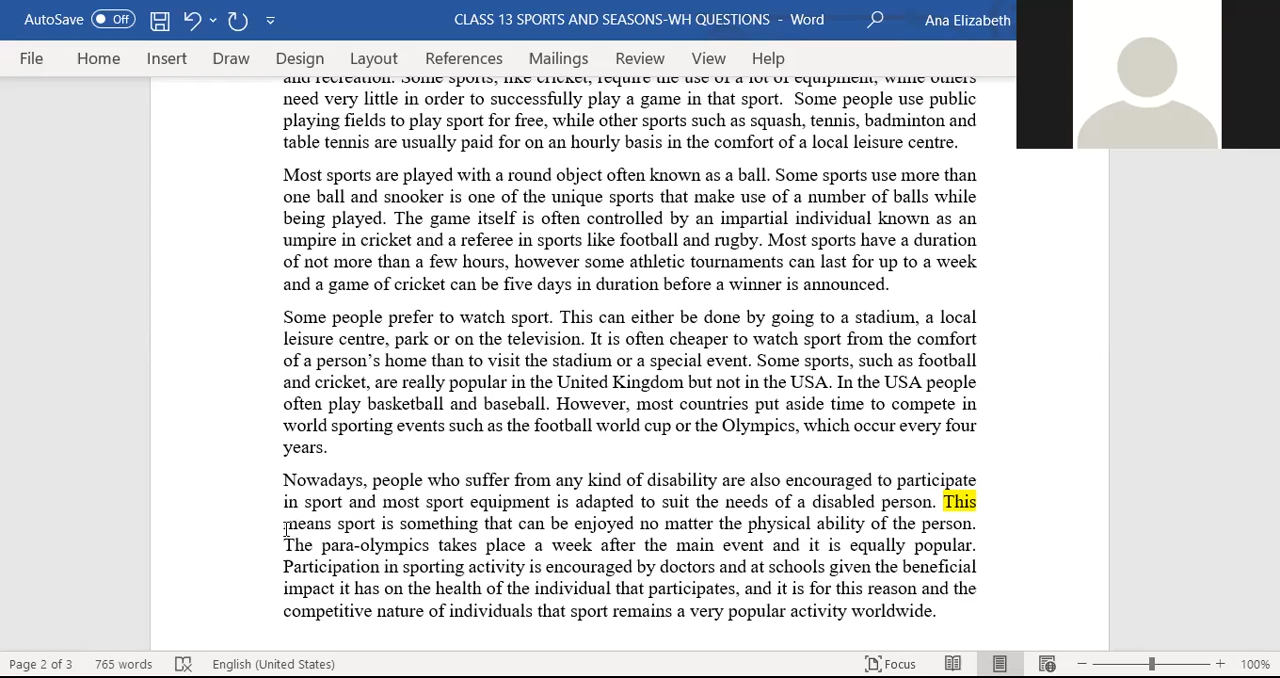 AutoSave Off CLASS 13 SPORTS AND SEASONS-WH QUESTIONS - Word Ana Elizabeth
File Home Insert Draw Design Layout References Mailings Review View Help
and recreation. Some sports, like cricket, require the use of a lot of equipment, while others
need very little in order to successfully play a game in that sport. Some people use public
playing fields to play sport for free, while other sports such as squash, tennis, badminton and
table tennis are usually paid for on an hourly basis in the comfort of a local leisure centre.
Most sports are played with a round object often known as a ball. Some sports use more than
one ball and snooker is one of the unique sports that make use of a number of balls while
being played. The game itself is often controlled by an impartial individual known as an
umpire in cricket and a referee in sports like football and rugby. Most sports have a duration
of not more than a few hours, however some athletic tournaments can last for up to a week
and a game of cricket can be five days in duration before a winner is announced.
Some people prefer to watch sport. This can either be done by going to a stadium, a local
leisure centre, park or on the television. It is often cheaper to watch sport from the comfort
of a person’s home than to visit the stadium or a special event. Some sports, such as football
and cricket, are really popular in the United Kingdom but not in the USA. In the USA people
often play basketball and baseball. However, most countries put aside time to compete in
world sporting events such as the football world cup or the Olympics, which occur every four
years.
Nowadays, people who suffer from any kind of disability are also encouraged to participate
in sport and most sport equipment is adapted to suit the needs of a disabled person. This
means sport is something that can be enjoyed no matter the physical ability of the person.
The para-olympics takes place a week after the main event and it is equally popular.
Participation in sporting activity is encouraged by doctors and at schools given the beneficial
impact it has on the health of the individual that participates, and it is for this reason and the
competitive nature of individuals that sport remains a very popular activity worldwide.
Page 2 of 3 765 words English (United States) Focus 100%